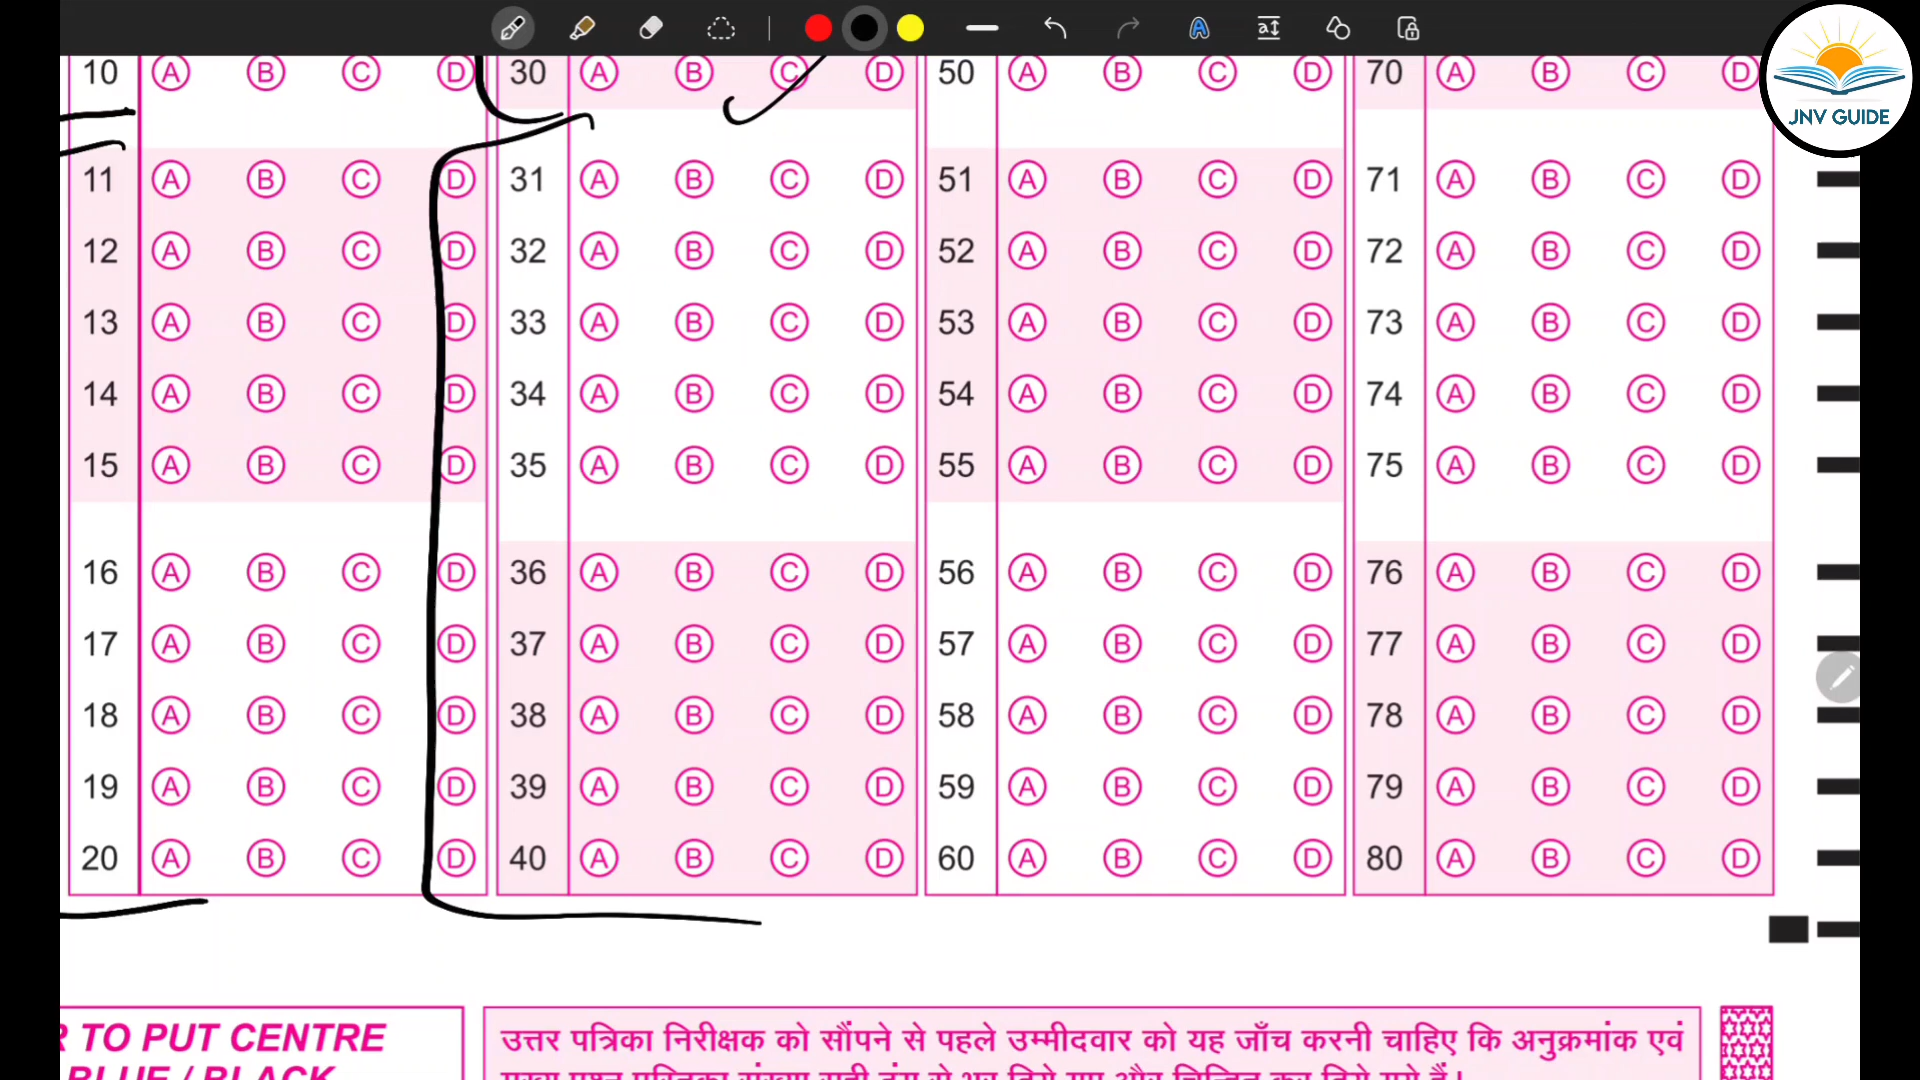 JNV GUIDE
10 A B C D 30 A B C D 50 A B C D 70 A B C D
11 A B C D 31 A B C D 51 A B C D 71 A B C D
12 A B C D 32 A B C D 52 A B C D 72 A B C D
13 A B C D 33 A B C D 53 A B C D 73 A B C D
14 A B C D 34 A B C D 54 A B C D 74 A B C D
15 A B C D 35 A B C D 55 A B C D 75 A B C D
16 A B C D 36 A B C D 56 A B C D 76 A B C D
17 A B C D 37 A B C D 57 A B C D 77 A B C D
18 A B C D 38 A B C D 58 A B C D 78 A B C D
19 A B C D 39 A B C D 59 A B C D 79 A B C D
20 A B C D 40 A B C D 60 A B C D 80 A B C D
R TO PUT CENTRE
BLUE / BLACK
उत्तर पत्रिका निरीक्षक को सौंपने से पहले उम्मीदवार को यह जाँच करनी चाहिए कि अनुक्रमांक एवं